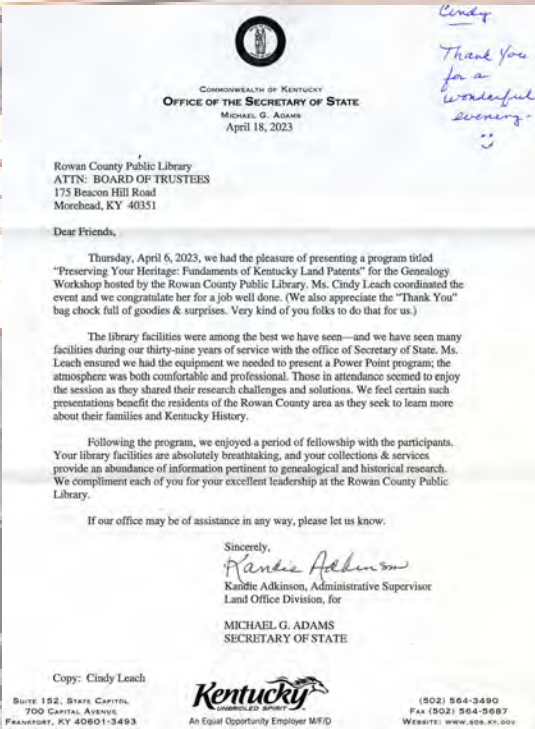 Cindy
Thank You
for a
wonderful
evening.
COMMONWEALTH OF KENTUCKY
OFFICE OF THE SECRETARY OF STATE
MICHAEL G. ADAMS
April 18, 2023
Rowan County Public Library
ATTN: BOARD OF TRUSTEES
175 Beacon Hill Road
Morehead, KY 40351
Dear Friends,
Thursday, April 6, 2023, we had the pleasure of presenting a program titled
"Preserving Your Heritage: Fundaments of Kentucky Land Patents" for the Genealogy
Workshop hosted by the Rowan County Public Library. Ms. Cindy Leach coordinated the
event and we congratulate her for a job well done. (We also appreciate the "Thank You"
bag chock full of goodies & surprises. Very kind of you folks to do that for us.)
The library facilities were among the best we have seen—and we have seen many
facilities during our thirty-nine years of service with the office of Secretary of State. Ms.
Leach ensured we had the equipment we needed to present a Power Point program; the
atmosphere was both comfortable and professional. Those in attendance seemed to enjoy
the session as they shared their research challenges and solutions. We feel certain such
presentations benefit the residents of the Rowan County area as they seek to learn more
about their families and Kentucky History.
Following the program, we enjoyed a period of fellowship with the participants.
Your library facilities are absolutely breathtaking, and your collections & services
provide an abundance of information pertinent to genealogical and historical research.
We compliment each of you for your excellent leadership at the Rowan County Public
Library.
If our office may be of assistance in any way, please let us know.
Sincerely,
Kandie Adkinson
Kandie Adkinson, Administrative Supervisor
Land Office Division, for
MICHAEL G. ADAMS
SECRETARY OF STATE
Copy: Cindy Leach
SUITE 152, STATE CAPITOL
700 CAPITAL AVENUE
FRANKFORT, KY 40601-3493
Kentucky
UNBRIDLED SPIRIT
An Equal Opportunity Employer M/F/D
(502) 564-3490
FAX (502) 564-5687
WEBSITE: WWW.SOS.KY.GOV